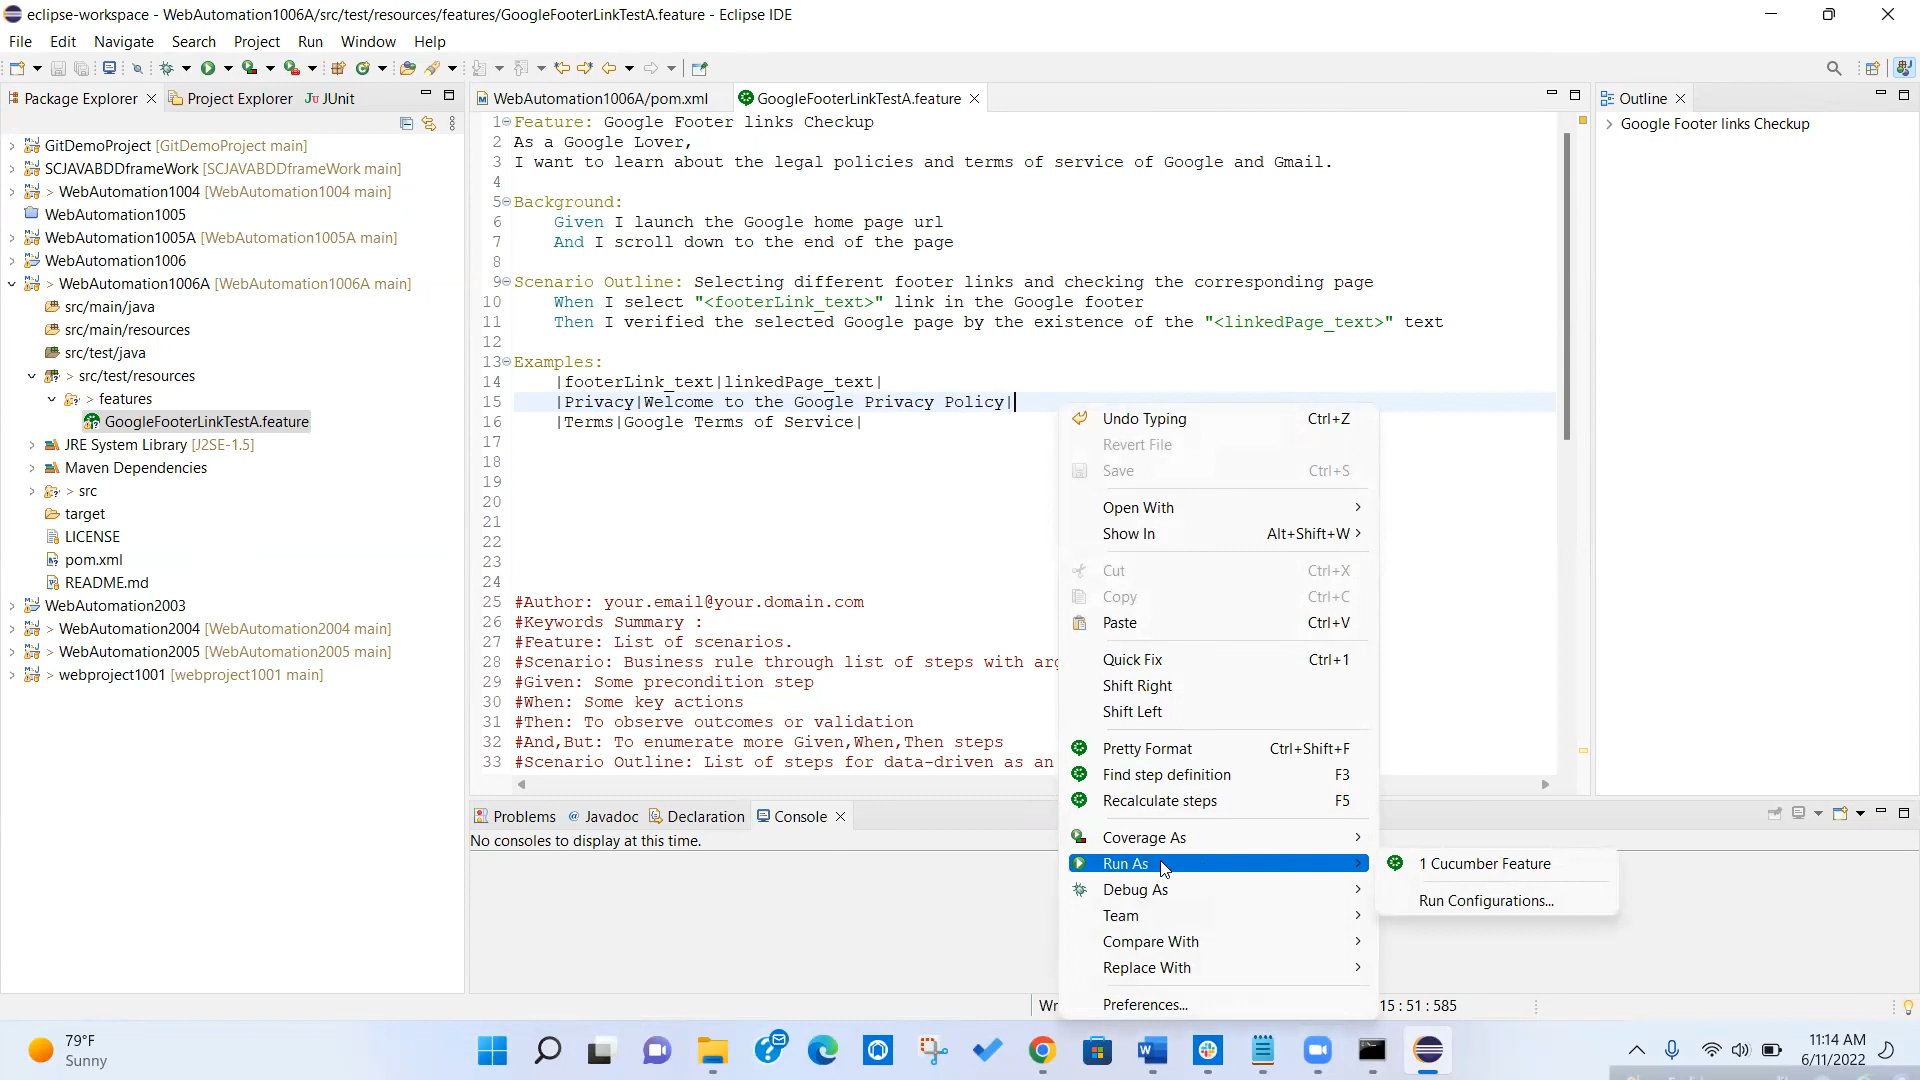 eclipse-workspace - WebAutomation1006A/src/test/resources/features/GoogleFooterLinkTestA.feature - Eclipse IDE
File Edit Navigate Search Project Run Window Help
Package Explorer Project Explorer JUnit
WebAutomation1006A/pom.xml GoogleFooterLinkTestA.feature
Outline
Google Footer links Checkup
GitDemoProject [GitDemoProject main]
SCJAVABDDframeWork [SCJAVABDDframeWork main]
> WebAutomation1004 [WebAutomation1004 main]
WebAutomation1005
WebAutomation1005A [WebAutomation1005A main]
WebAutomation1006
> WebAutomation1006A [WebAutomation1006A main]
src/main/java
src/main/resources
src/test/java
> src/test/resources
> features
GoogleFooterLinkTestA.feature
JRE System Library [J2SE-1.5]
Maven Dependencies
> src
target
LICENSE
pom.xml
README.md
WebAutomation2003
> WebAutomation2004 [WebAutomation2004 main]
> WebAutomation2005 [WebAutomation2005 main]
> webproject1001 [webproject1001 main]
1 Feature: Google Footer links Checkup
2 As a Google Lover,
3 I want to learn about the legal policies and terms of service of Google and Gmail.
4
5 Background:
6 Given I launch the Google home page url
7 And I scroll down to the end of the page
8
9 Scenario Outline: Selecting different footer links and checking the corresponding page
10 When I select "<footerLink_text>" link in the Google footer
11 Then I verified the selected Google page by the existence of the "<linkedPage_text>" text
12
13 Examples:
14 |footerLink_text|linkedPage_text|
15 |Privacy|Welcome to the Google Privacy Policy|
16 |Terms|Google Terms of Service|
17
18
19
20
21
22
23
24
25 #Author: your.email@your.domain.com
26 #Keywords Summary :
27 #Feature: List of scenarios.
28 #Scenario: Business rule through list of steps with arg
29 #Given: Some precondition step
30 #When: Some key actions
31 #Then: To observe outcomes or validation
32 #And,But: To enumerate more Given,When,Then steps
33 #Scenario Outline: List of steps for data-driven as an
Undo Typing Ctrl+Z
Revert File
Save Ctrl+S
Open With
Show In Alt+Shift+W
Cut Ctrl+X
Copy Ctrl+C
Paste Ctrl+V
Quick Fix Ctrl+1
Shift Right
Shift Left
Pretty Format Ctrl+Shift+F
Find step definition F3
Recalculate steps F5
Coverage As
Run As
Debug As
Team
Compare With
Replace With
Preferences...
1 Cucumber Feature
Run Configurations...
Problems @ Javadoc Declaration Console
No consoles to display at this time.
15 : 51 : 585
79°F
Sunny
11:14 AM
6/11/2022